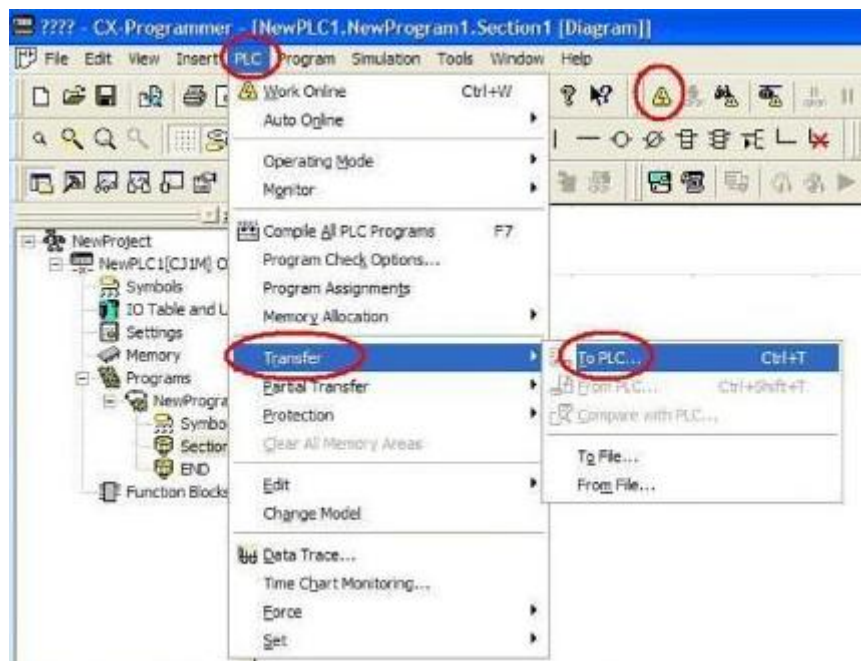 ???? - CX-Programmer - [NewPLC1.NewProgram1.Section1 [Diagram]]
File Edit View Insert PLC Program Simulation Tools Window Help
Work Online Ctrl+W
Auto Online
Operating Mode
Monitor
Compile All PLC Programs F7
Program Check Options...
Program Assignments
Memory Allocation
Transfer
Partial Transfer
Protection
Clear All Memory Areas
Edit
Change Model
Data Trace...
Time Chart Monitoring...
Force
Set
To PLC... Ctrl+T
From PLC... Ctrl+Shift+T
Compare with PLC...
To File...
From File...
NewProject
NewPLC1[CJ1M] O
Symbols
IO Table and U
Settings
Memory
Programs
NewProgra
Symbo
Section
END
Function Blocks